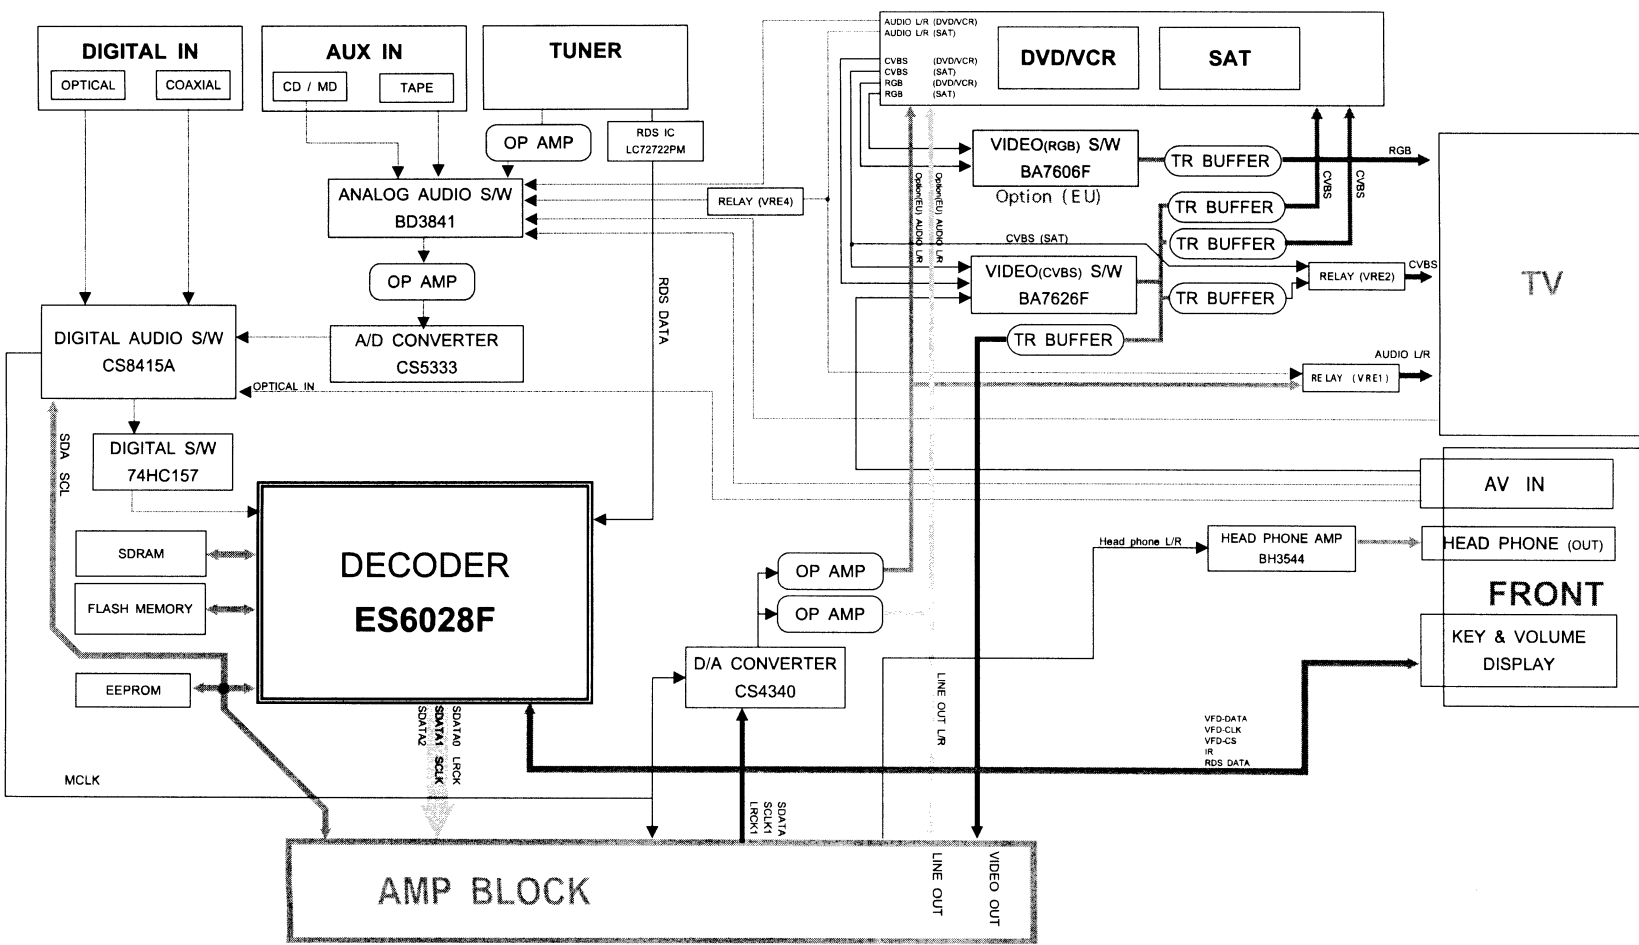 DIGITAL IN
OPTICAL
COAXIAL
AUX IN
CD / MD
TAPE
TUNER
OP AMP
RDS IC
LC72722PM
AUDIO L/R (DVD/VCR)
AUDIO L/R (SAT)
CVBS (DVD/VCR)
CVBS (SAT)
RGB (DVD/VCR)
RGB (SAT)
DVD/VCR
SAT
ANALOG AUDIO S/W
BD3841
RELAY (VRE4)
OP AMP
Option(EU) AUDIO L/R
Option(EU) AUDIO L/R
VIDEO(RGB) S/W
BA7606F
Option (EU)
TR BUFFER
RGB
CVBS
CVBS
TR BUFFER
TR BUFFER
CVBS (SAT)
VIDEO(CVBS) S/W
BA7626F
TR BUFFER
RELAY (VRE2)
CVBS
TR BUFFER
TV
AUDIO L/R
RELAY (VRE1)
DIGITAL AUDIO S/W
CS8415A
A/D CONVERTER
CS5333
OPTICAL IN
RDS DATA
SDA SCL
DIGITAL S/W
74HC157
AV IN
DECODER
ES6028F
SDRAM
FLASH MEMORY
EEPROM
Head phone L/R
HEAD PHONE AMP
BH3544
HEAD PHONE (OUT)
FRONT
KEY & VOLUME
DISPLAY
OP AMP
OP AMP
D/A CONVERTER
CS4340
LINE OUT L/R
SDATA0 LRCK
SDATA1 SCLK
SDATA2
VFD-DATA
VFD-CLK
VFD-CS
IR
RDS DATA
MCLK
SDATA
SCLK1
LRCK1
AMP BLOCK
LINE OUT
VIDEO OUT